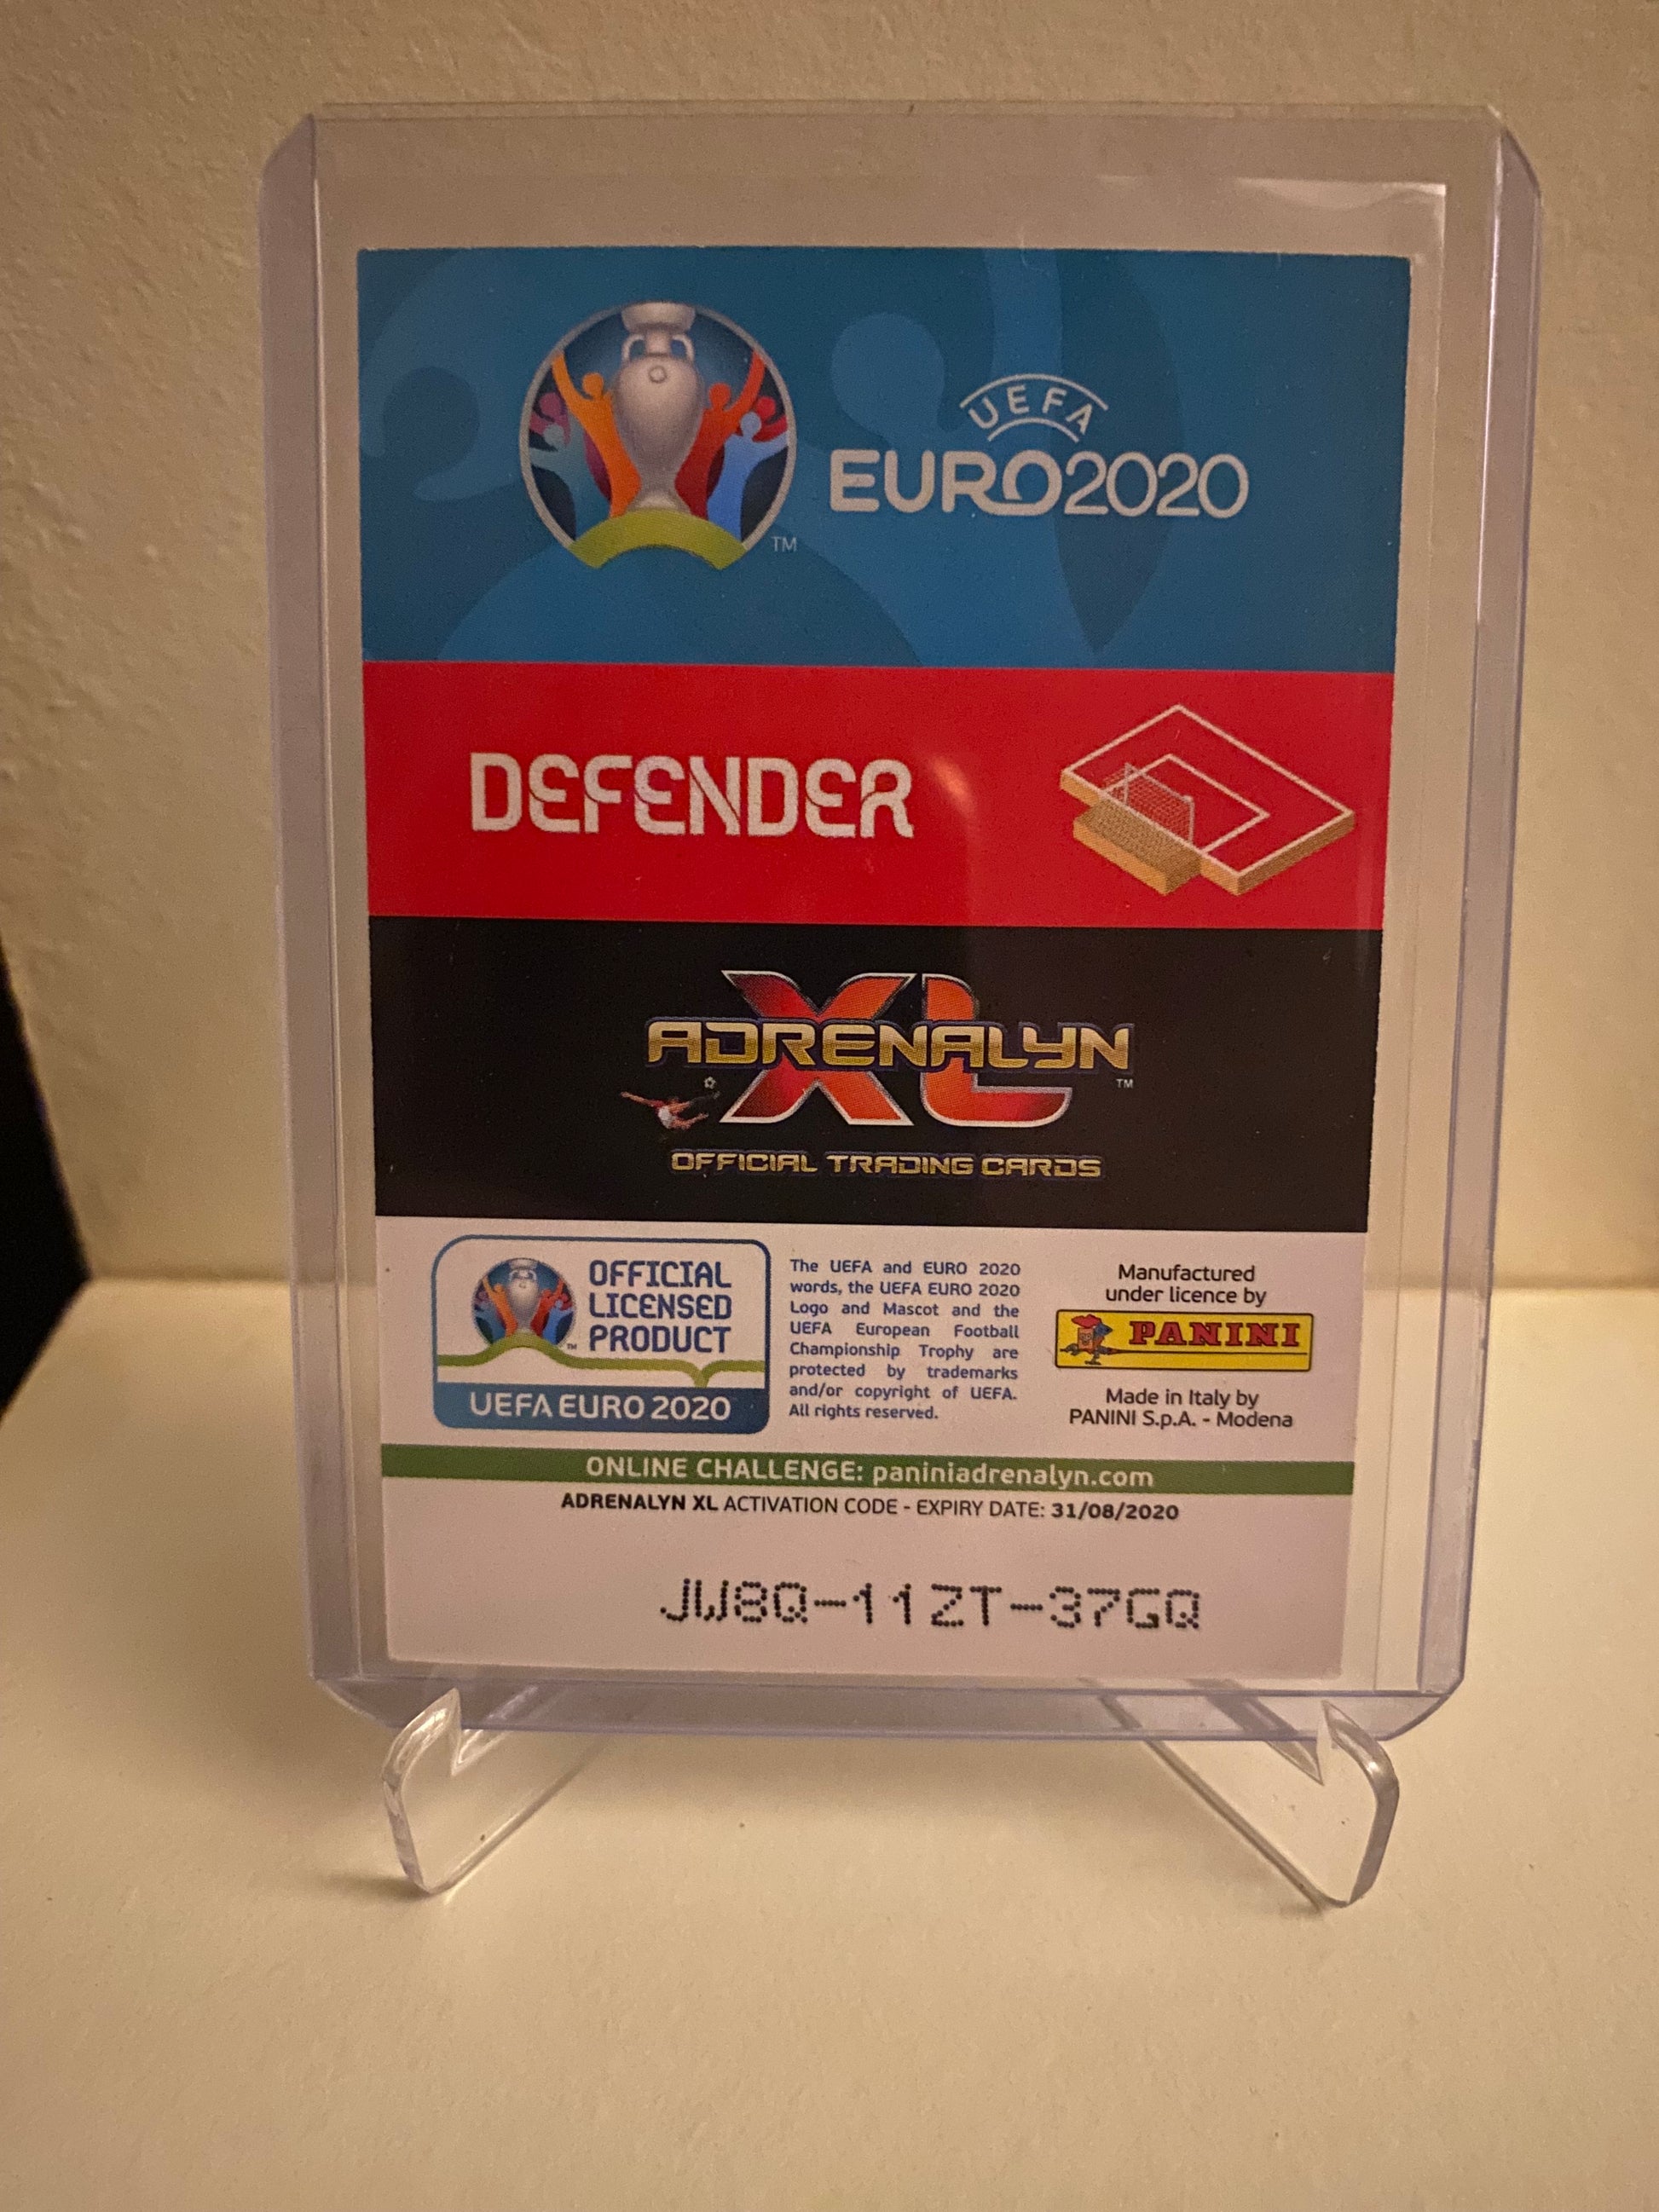 UEFA
EURO2020
TM
DEFENDER
ADRENALYN
XL
TM
OFFICIAL TRADING CARDS
OFFICIAL
LICENSED
PRODUCT
TM
UEFA EURO 2020
The UEFA and EURO 2020
words, the UEFA EURO 2020
Logo and Mascot and the
UEFA European Football
Championship Trophy are
protected by trademarks
and/or copyright of UEFA.
All rights reserved.
Manufactured
under licence by
PANINI
Made in Italy by
PANINI S.p.A. - Modena
ONLINE CHALLENGE: paniniadrenalyn.com
ADRENALYN XL ACTIVATION CODE - EXPIRY DATE: 31/08/2020
JW8Q-11ZT-37GQ